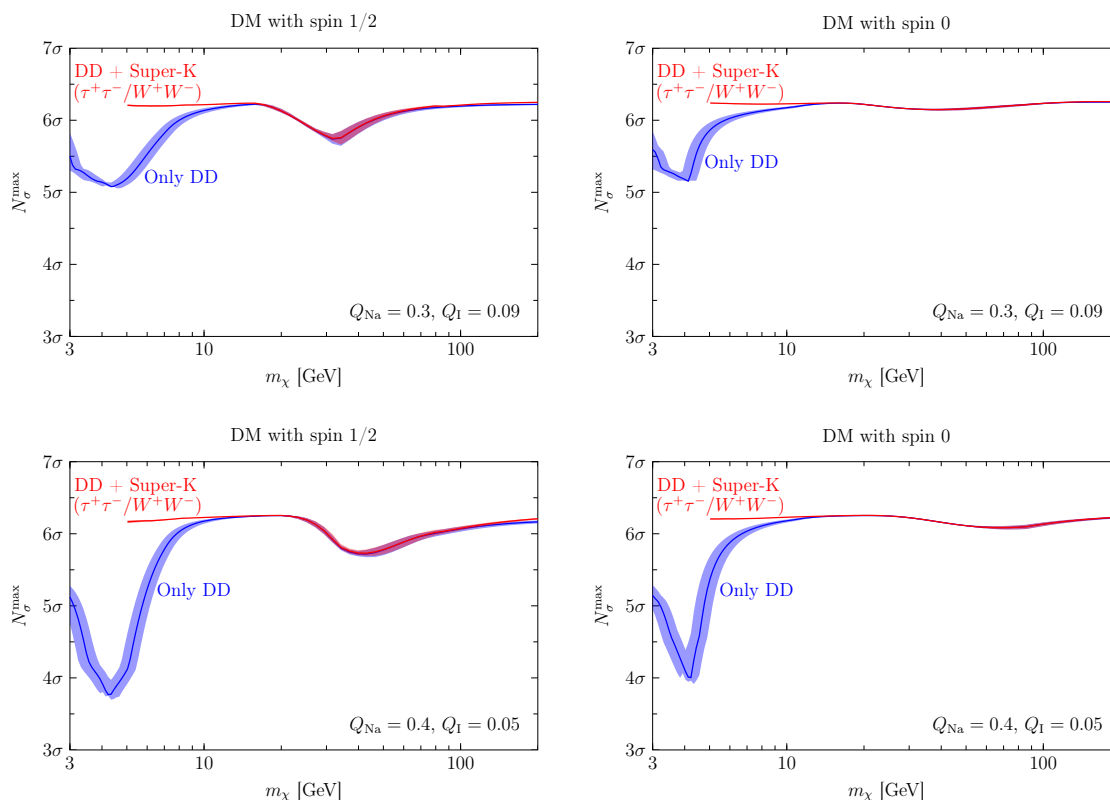 DM with spin 1/2
7σ
6σ
5σ
4σ
3σ
N_σ^max
DD + Super-K
(τ⁺τ⁻/W⁺W⁻)
Only DD
Q_Na = 0.3, Q_I = 0.09
3 10 100
m_χ [GeV]
DM with spin 0
7σ
6σ
5σ
4σ
3σ
N_σ^max
DD + Super-K
(τ⁺τ⁻/W⁺W⁻)
Only DD
Q_Na = 0.3, Q_I = 0.09
3 10 100
m_χ [GeV]
DM with spin 1/2
7σ
6σ
5σ
4σ
3σ
N_σ^max
DD + Super-K
(τ⁺τ⁻/W⁺W⁻)
Only DD
Q_Na = 0.4, Q_I = 0.05
3 10 100
m_χ [GeV]
DM with spin 0
7σ
6σ
5σ
4σ
3σ
N_σ^max
DD + Super-K
(τ⁺τ⁻/W⁺W⁻)
Only DD
Q_Na = 0.4, Q_I = 0.05
3 10 100
m_χ [GeV]